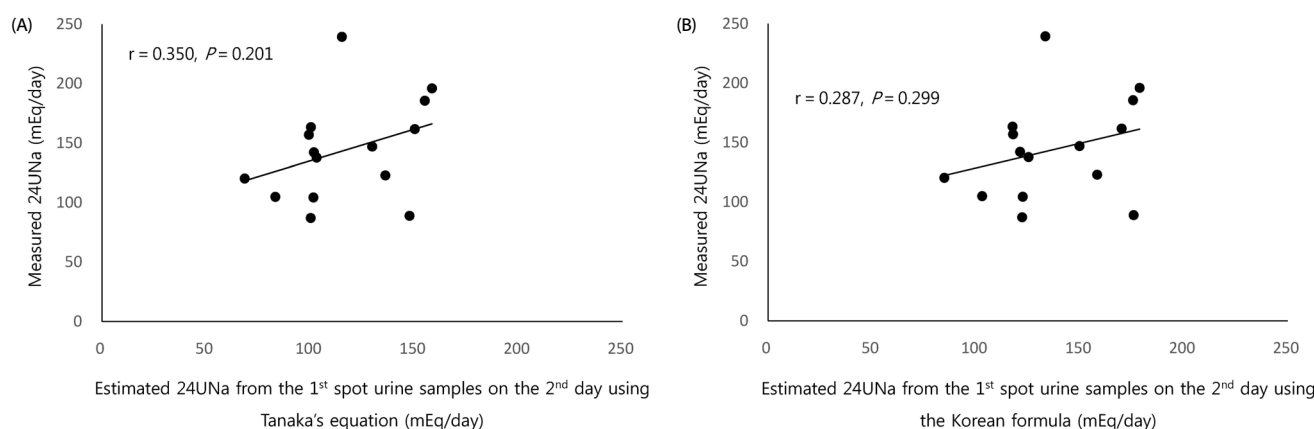 (A)
r = 0.350, P = 0.201
Measured 24UNa (mEq/day)
250
200
150
100
50
0
0 50 100 150 200 250
Estimated 24UNa from the 1st spot urine samples on the 2nd day using
Tanaka's equation (mEq/day)
(B)
r = 0.287, P = 0.299
Measured 24UNa (mEq/day)
250
200
150
100
50
0
0 50 100 150 200 250
Estimated 24UNa from the 1st spot urine samples on the 2nd day using
the Korean formula (mEq/day)